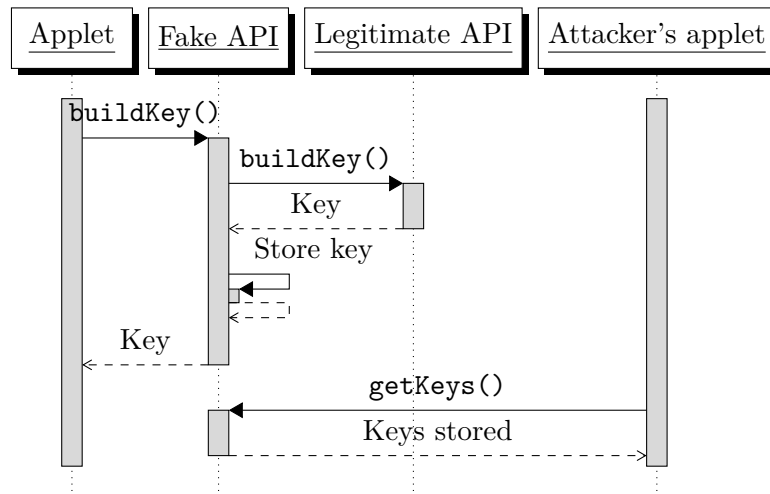 Applet
Fake API
Legitimate API
Attacker's applet
buildKey()
buildKey()
Key
Store key
Key
getKeys()
Keys stored